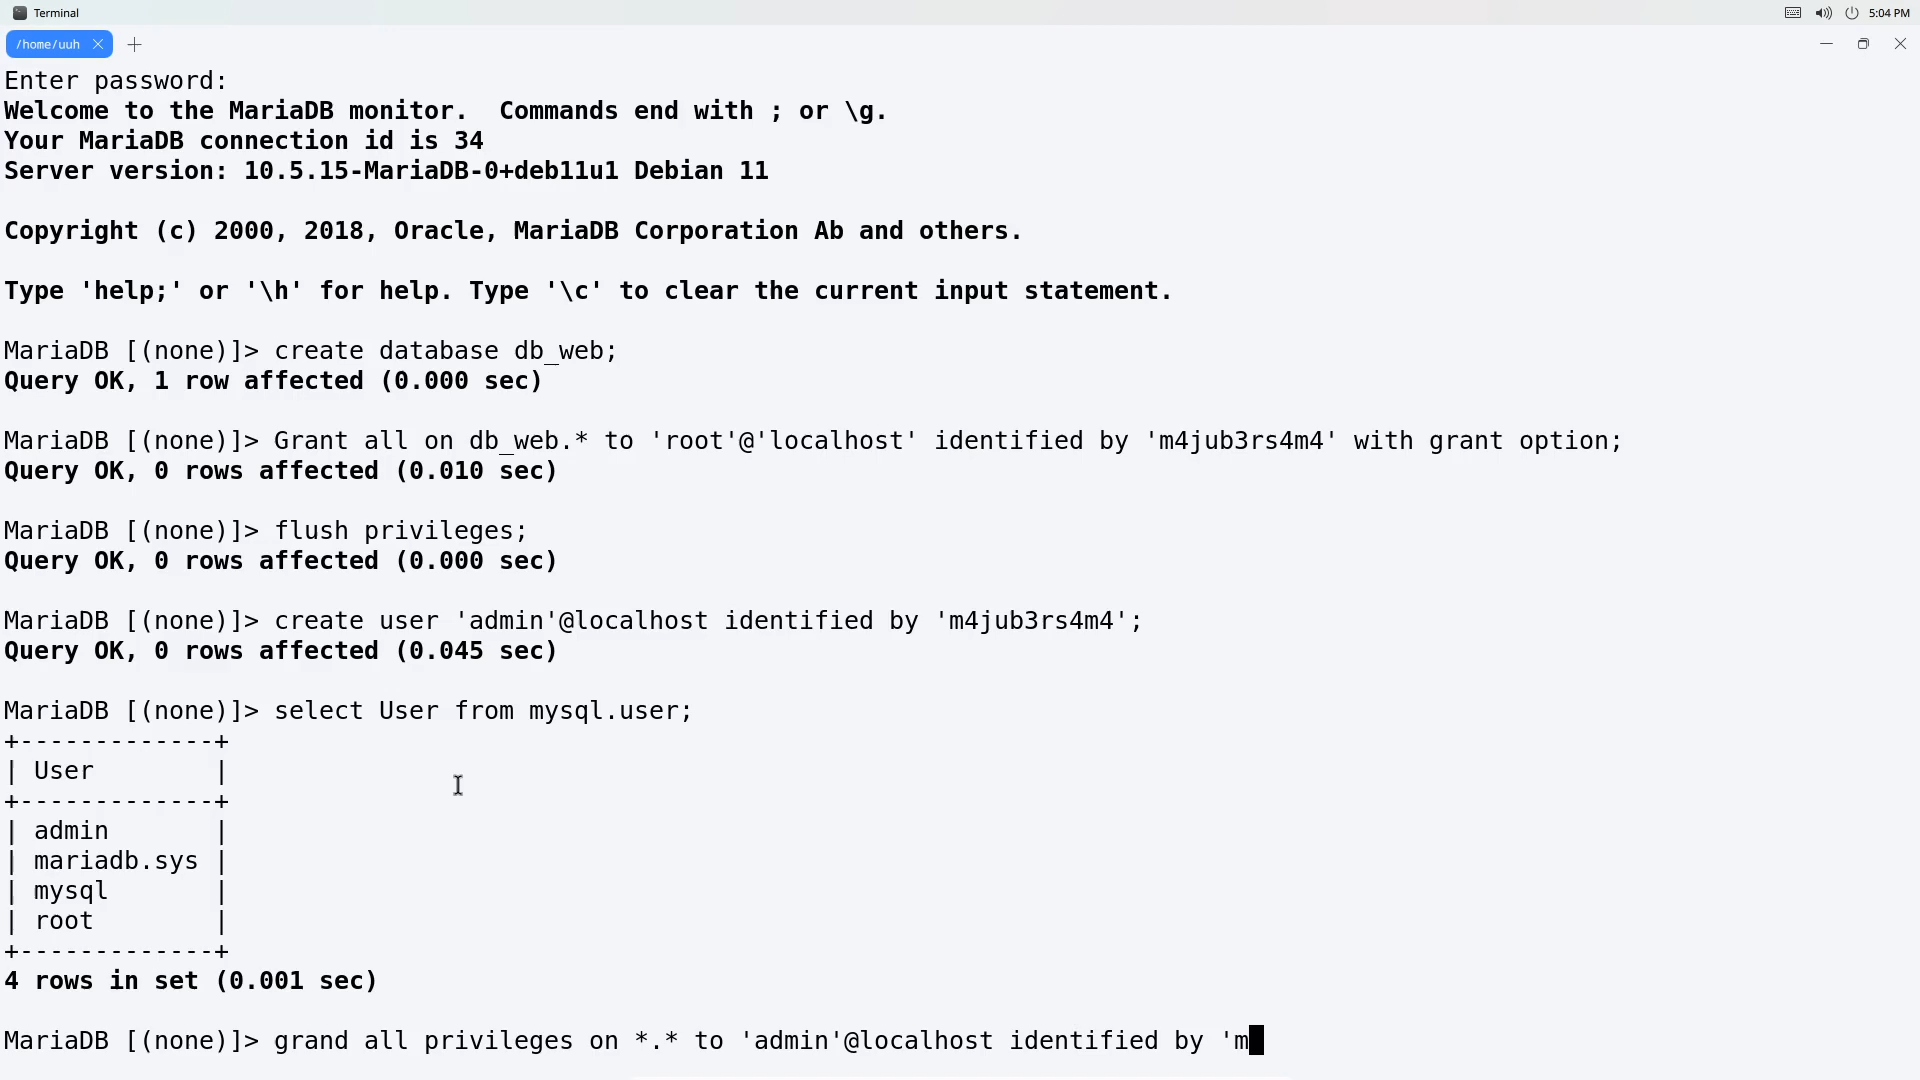 Terminal
5:04 PM
/home/uuh
Enter password:
Welcome to the MariaDB monitor.  Commands end with ; or \g.
Your MariaDB connection id is 34
Server version: 10.5.15-MariaDB-0+deb11u1 Debian 11
Copyright (c) 2000, 2018, Oracle, MariaDB Corporation Ab and others.
Type 'help;' or '\h' for help. Type '\c' to clear the current input statement.
MariaDB [(none)]> create database db_web;
Query OK, 1 row affected (0.000 sec)
MariaDB [(none)]> Grant all on db_web.* to 'root'@'localhost' identified by 'm4jub3rs4m4' with grant option;
Query OK, 0 rows affected (0.010 sec)
MariaDB [(none)]> flush privileges;
Query OK, 0 rows affected (0.000 sec)
MariaDB [(none)]> create user 'admin'@localhost identified by 'm4jub3rs4m4';
Query OK, 0 rows affected (0.045 sec)
MariaDB [(none)]> select User from mysql.user;
+-------------+
| User        |
+-------------+
| admin       |
| mariadb.sys |
| mysql       |
| root        |
+-------------+
4 rows in set (0.001 sec)
MariaDB [(none)]> grand all privileges on *.* to 'admin'@localhost identified by 'm